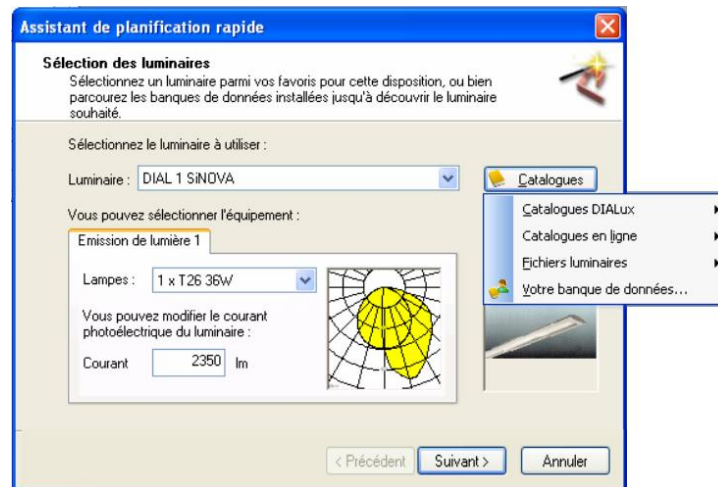 Assistant de planification rapide
Sélection des luminaires
Sélectionnez un luminaire parmi vos favoris pour cette disposition, ou bien
parcourez les banques de données installées jusqu'à découvrir le luminaire
souhaité.
Sélectionnez le luminaire à utiliser :
Luminaire : DIAL 1 SiNOVA
Catalogues
Catalogues DIALux
Catalogues en ligne
Fichiers luminaires
Votre banque de données...
Vous pouvez sélectionner l'équipement :
Emission de lumière 1
Lampes : 1 x T26 36W
Vous pouvez modifier le courant
photoélectrique du luminaire :
Courant 2350 lm
< Précédent Suivant > Annuler